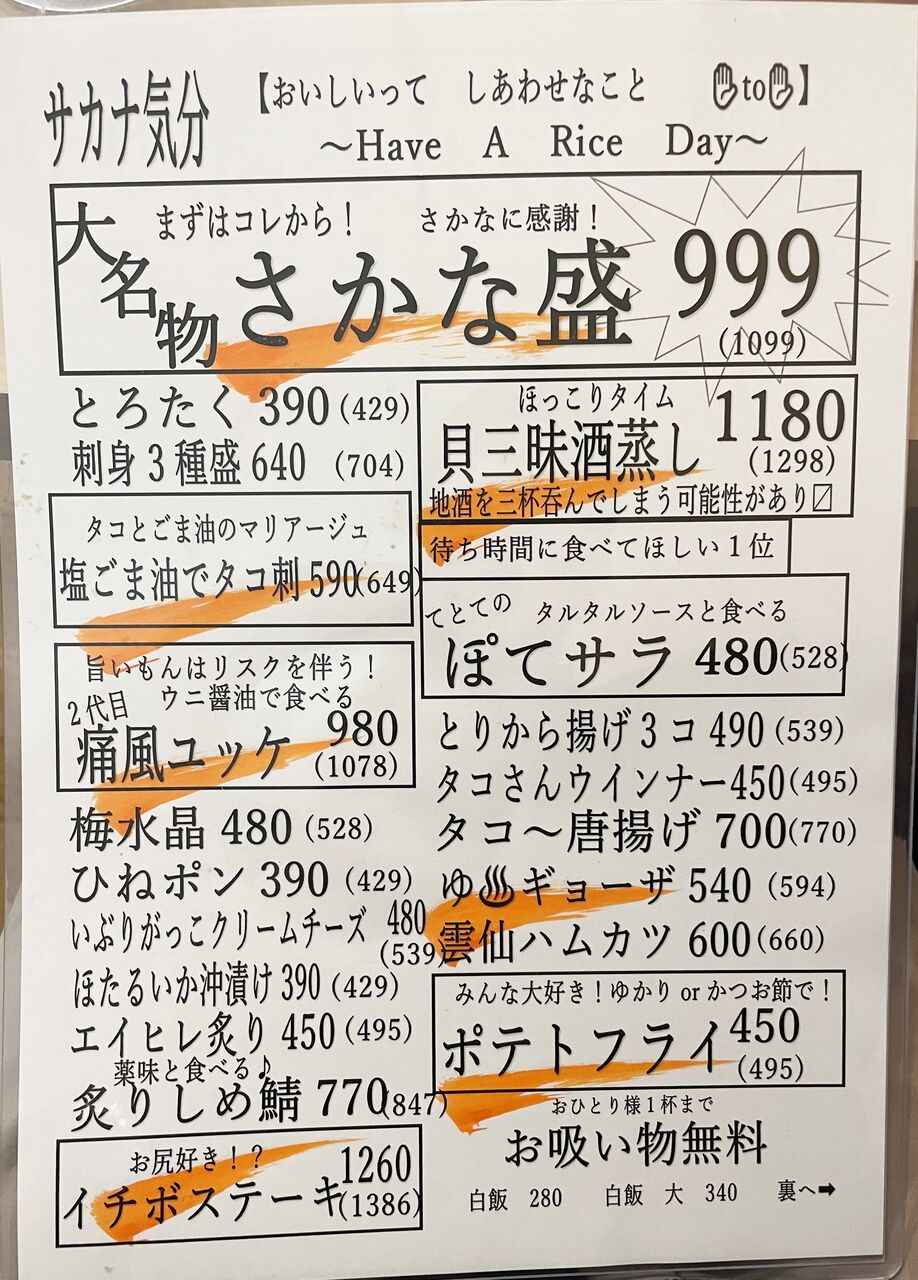 サカナ気分
【おいしいって しあわせなこと ✋to✋】
～Have A Rice Day～
大名物
まずはコレから！ さかなに感謝！
さかな盛 999
(1099)
とろたく 390 (429)
刺身３種盛 640 (704)
タコとごま油のマリアージュ
塩ごま油でタコ刺 590(649)
旨いもんはリスクを伴う！
２代目 ウニ醤油で食べる
痛風ユッケ 980
(1078)
梅水晶 480 (528)
ひねポン 390 (429)
いぶりがっこクリームチーズ 480
(539)
ほたるいか沖漬け 390 (429)
エイヒレ炙り 450 (495)
薬味と食べる♪
炙りしめ鯖 770(847)
お尻好き！？
イチボステーキ 1260
(1386)
ほっこりタイム
貝三昧酒蒸し 1180
(1298)
地酒を三杯呑んでしまう可能性があり〼
待ち時間に食べてほしい１位
てとての タルタルソースと食べる
ぽてサラ 480(528)
とりから揚げ３コ 490 (539)
タコさんウインナー450(495)
タコ～唐揚げ 700(770)
ゆ♨ギョーザ 540 (594)
雲仙ハムカツ 600(660)
みんな大好き！ゆかり or かつお節で！
ポテトフライ 450
(495)
おひとり様１杯まで
お吸い物無料
白飯 280 白飯 大 340 裏へ➡